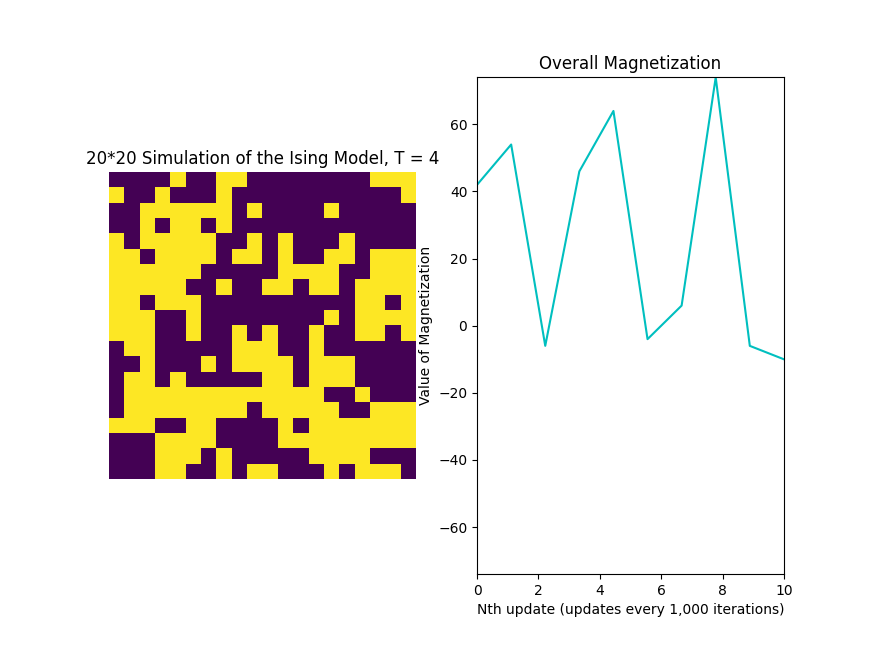 20*20 Simulation of the Ising Model, T = 4
Overall Magnetization
Value of Magnetization
60
40
20
0
−20
−40
−60
0 2 4 6 8 10
Nth update (updates every 1,000 iterations)